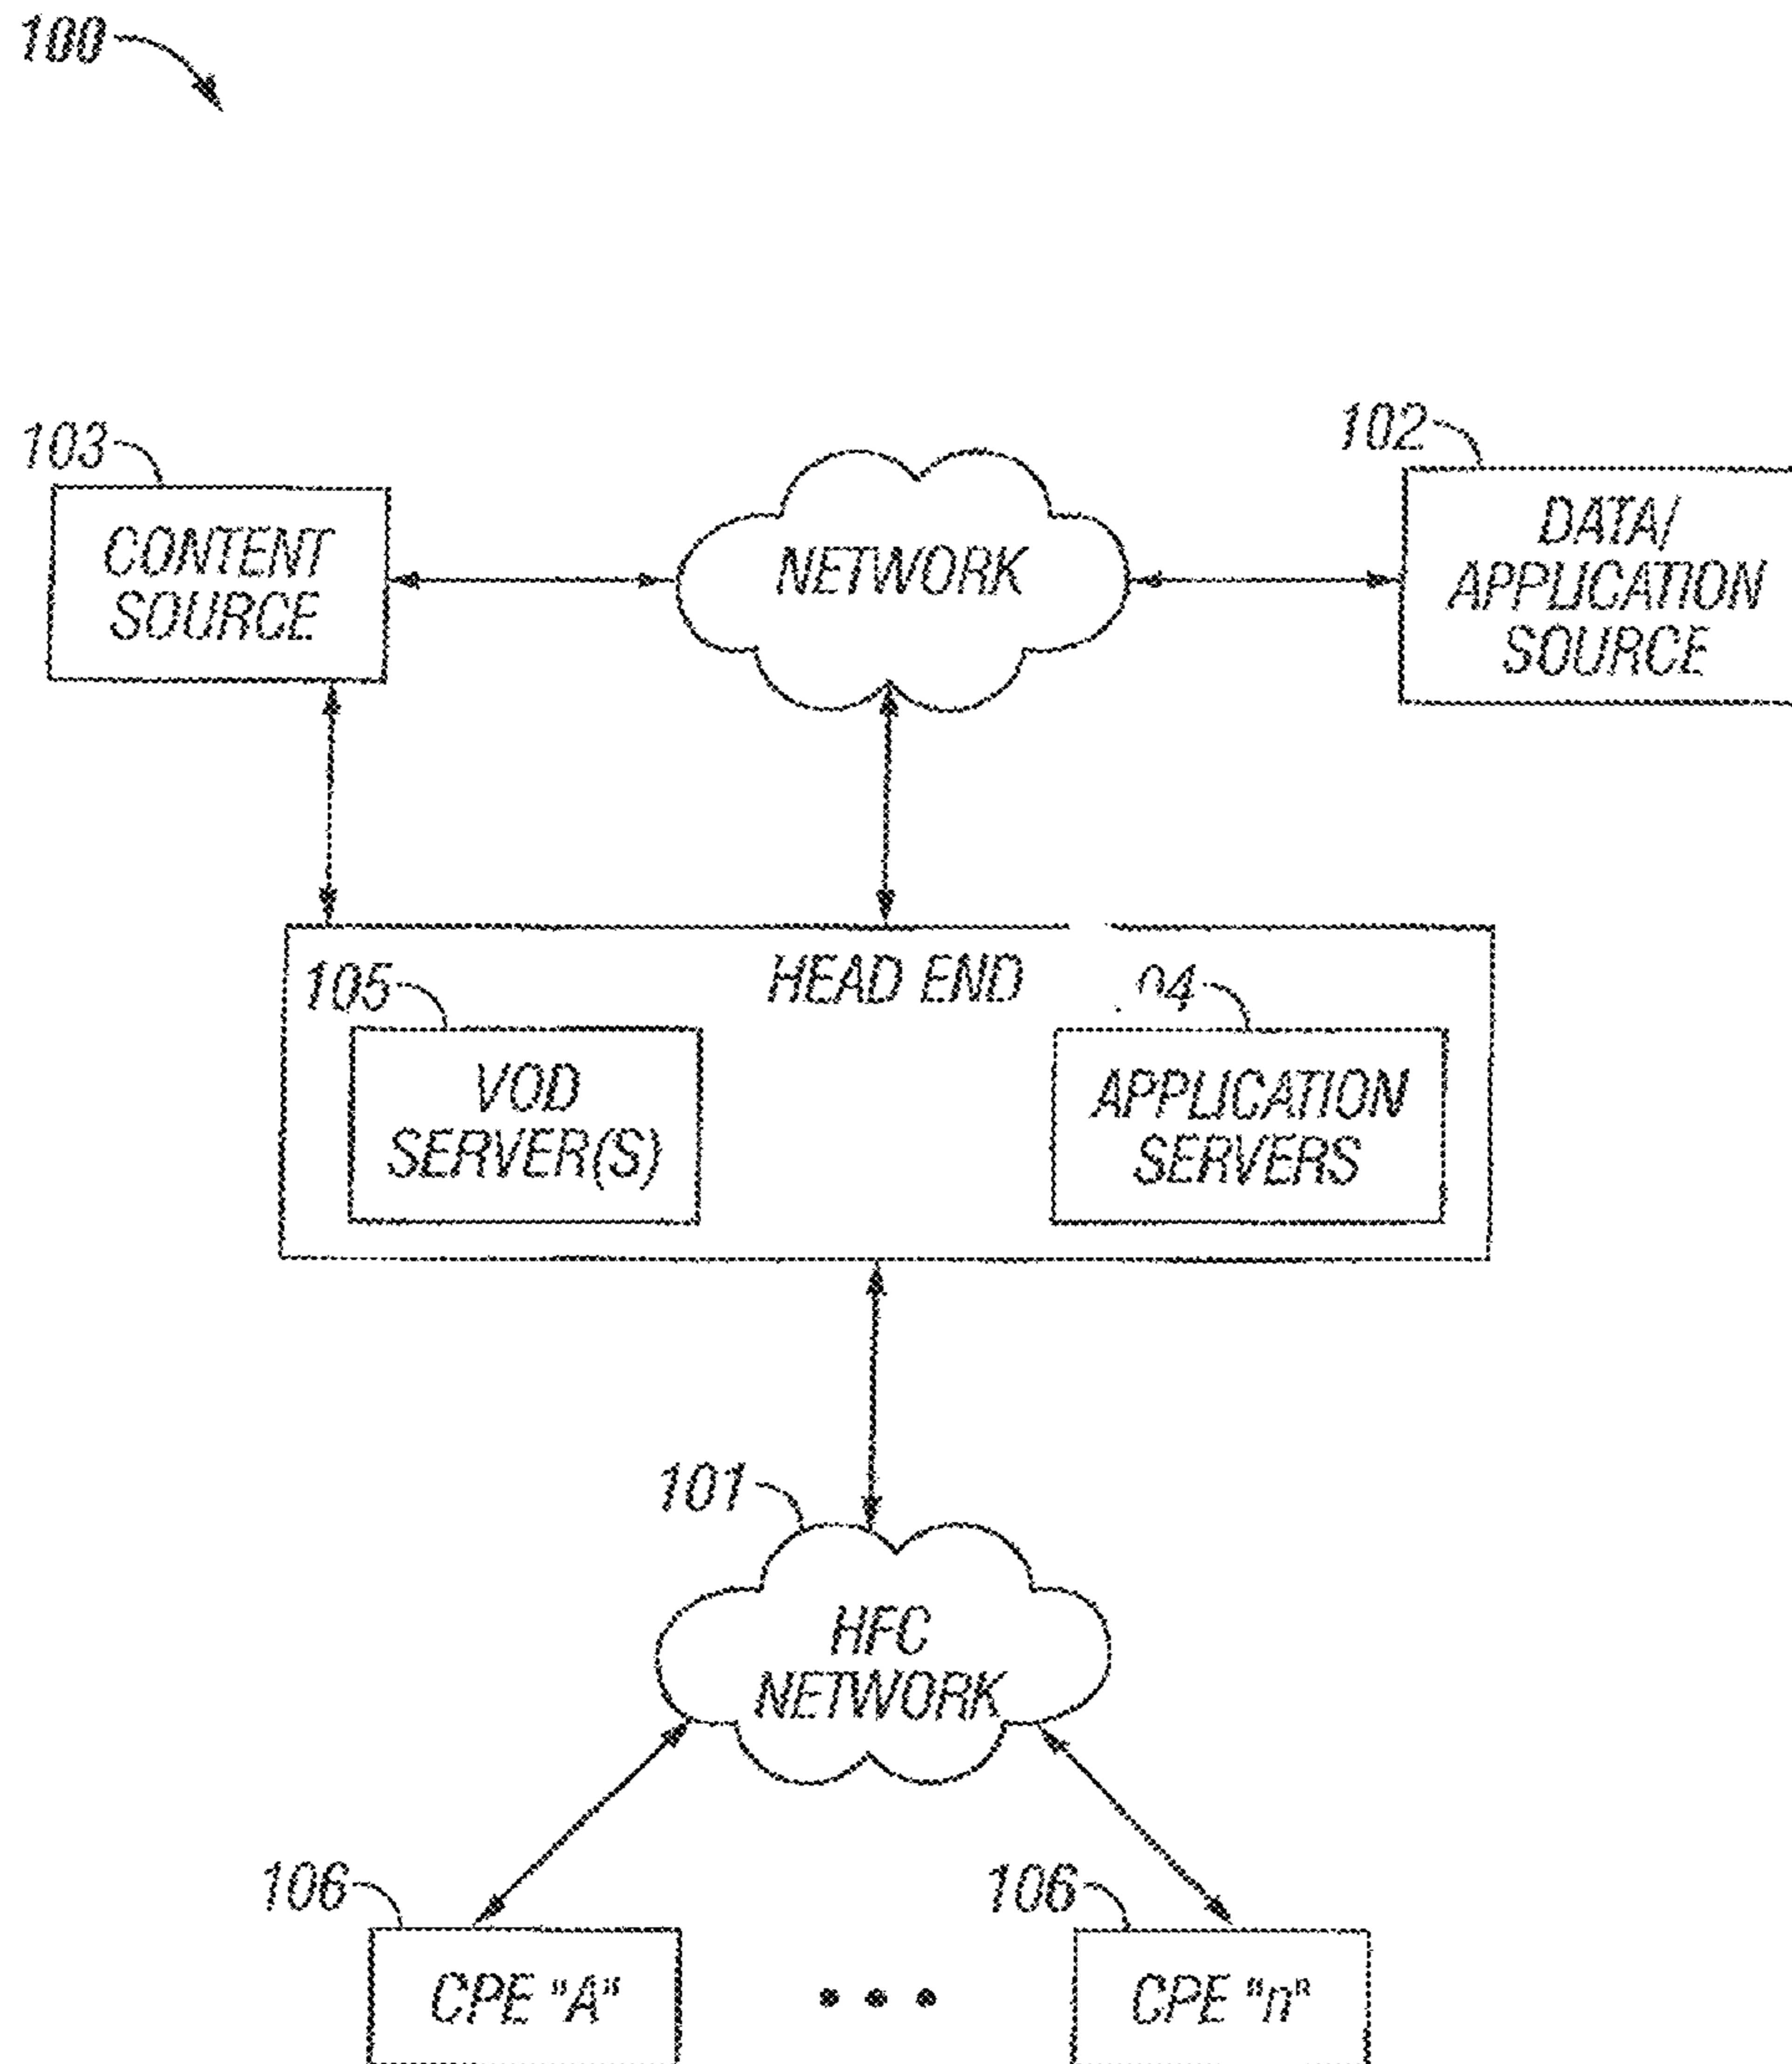 100
103
102
CONTENT
SOURCE
NETWORK
DATA/
APPLICATION
SOURCE
HEAD END
105
04
VOD
SERVER(S)
APPLICATION
SERVERS
101
HFC
NETWORK
106
106
CPE "A"
CPE "n"